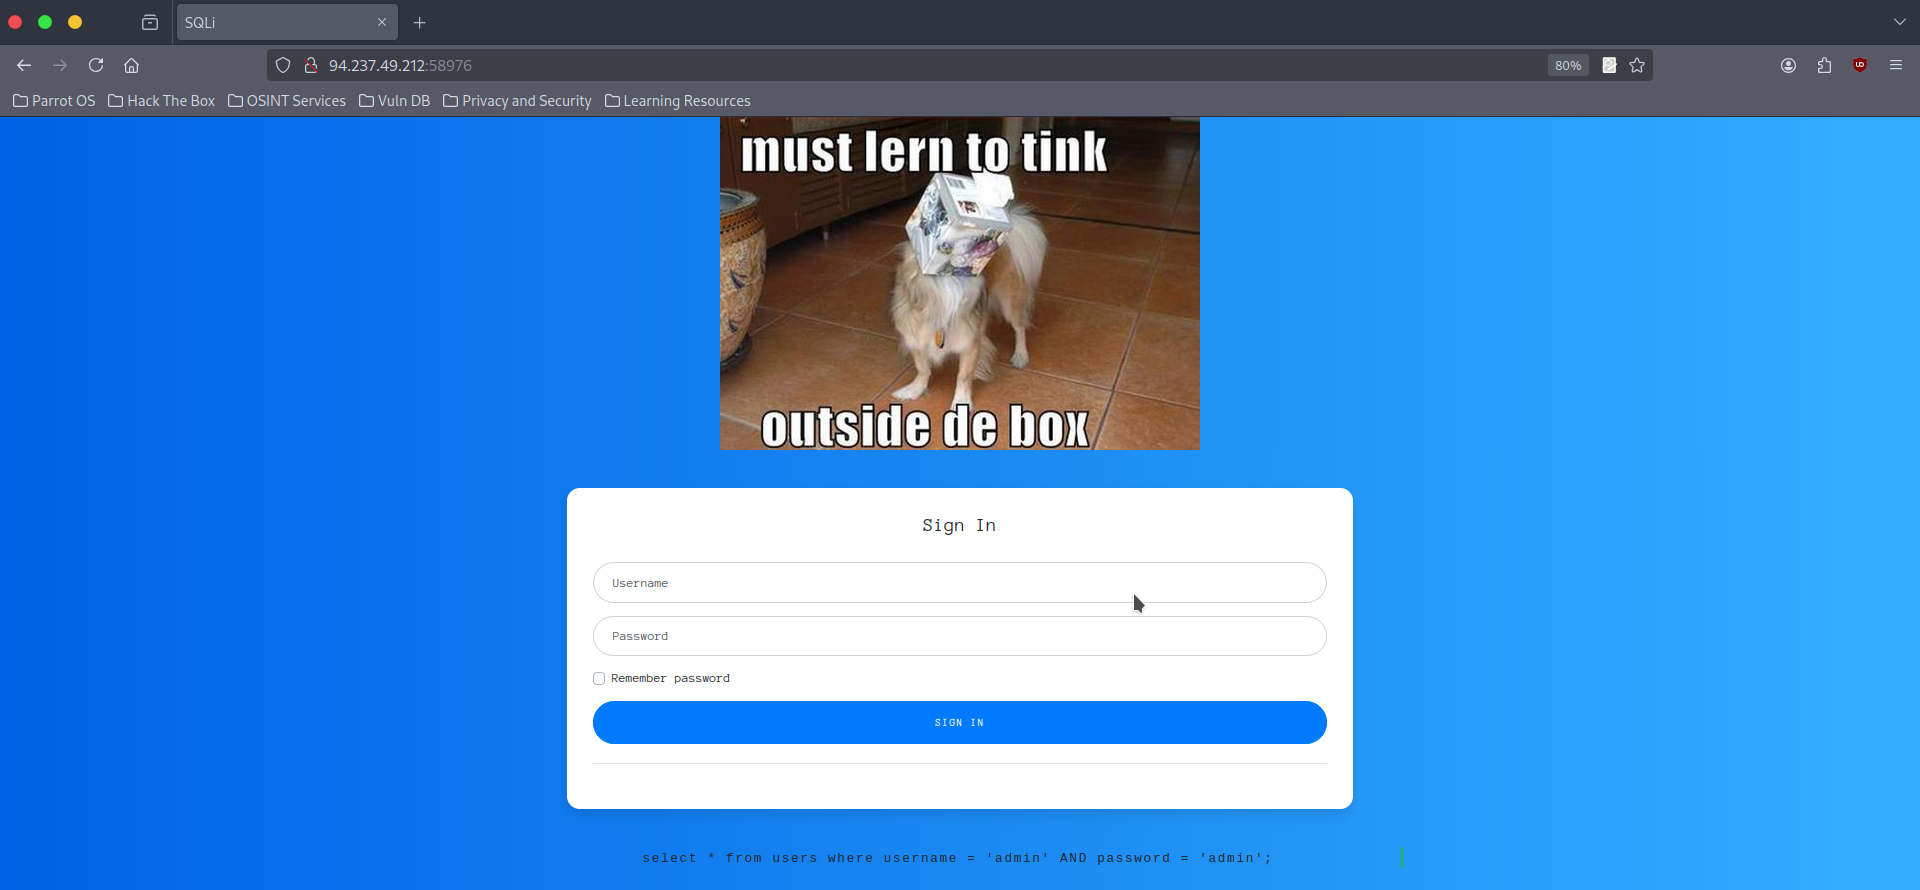 SQLi
94.237.49.212:58976
80%
Parrot OS
Hack The Box
OSINT Services
Vuln DB
Privacy and Security
Learning Resources
must lern to tink
outside de box
Sign In
Username
Password
Remember password
SIGN IN
select * from users where username = 'admin' AND password = 'admin';